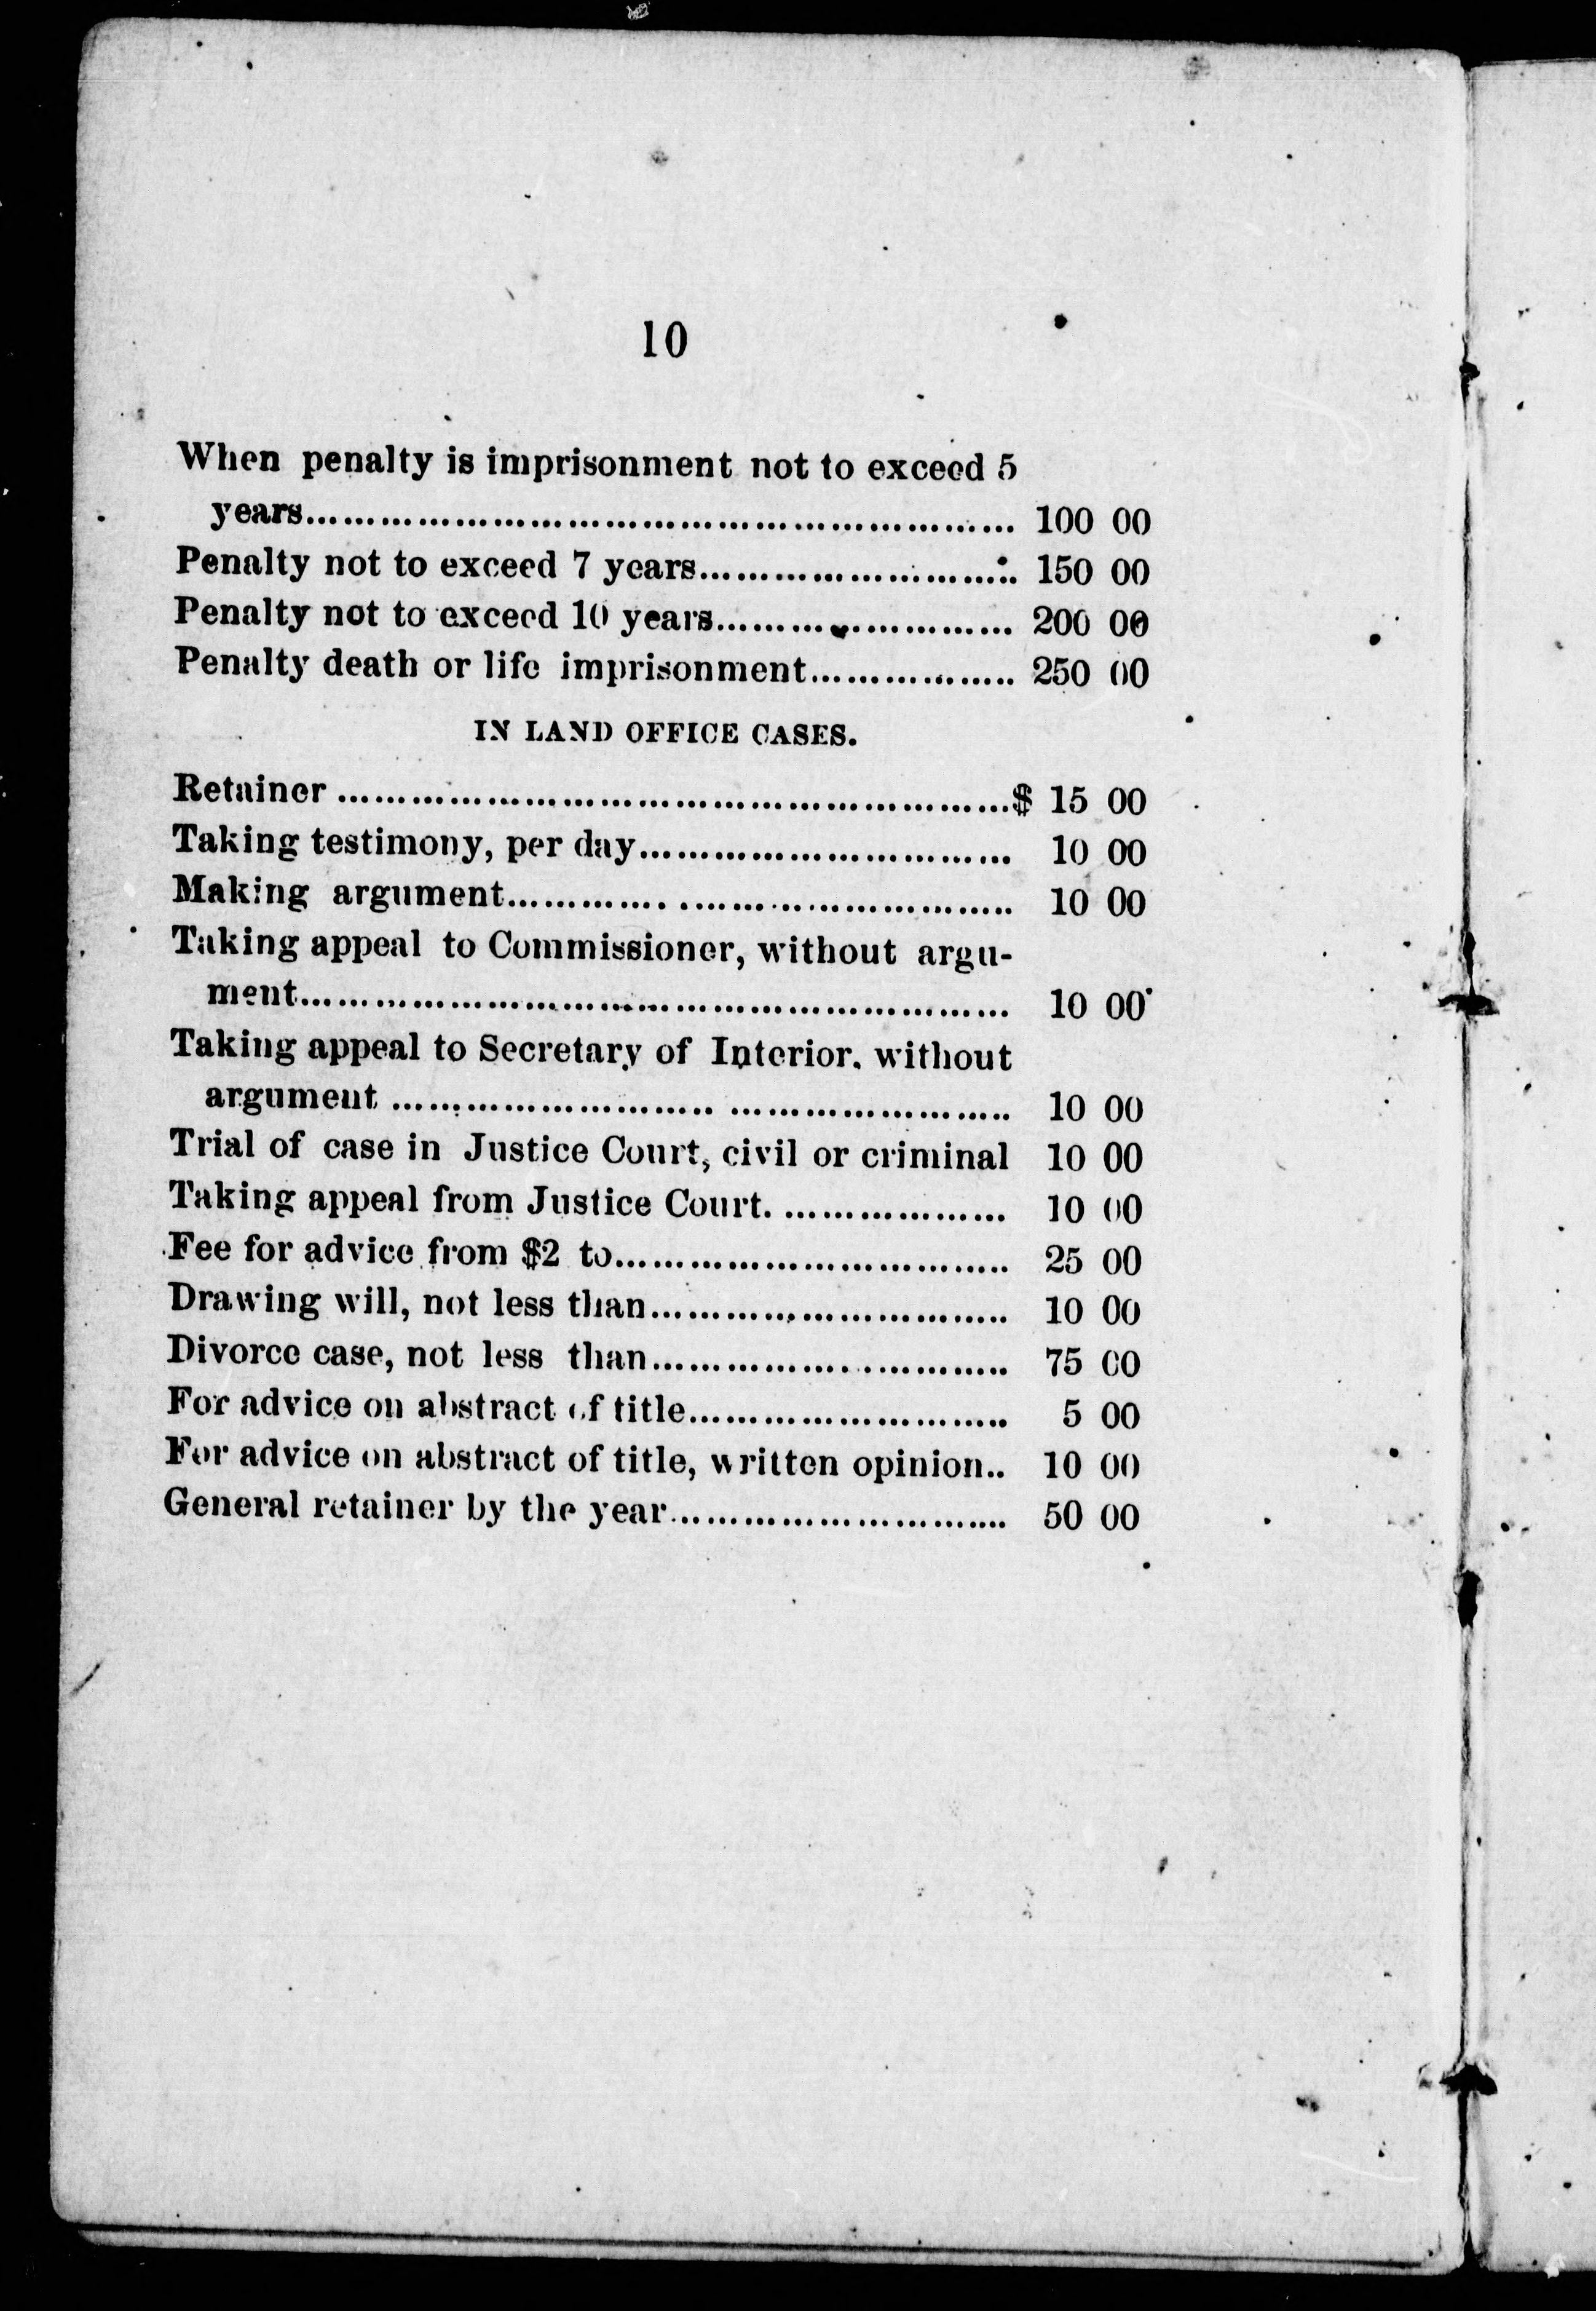 10
When penalty is imprisonment not to exceed 5
years............................................................ 100 00
Penalty not to exceed 7 years........................... 150 00
Penalty not to exceed 10 years......................... 200 00
Penalty death or life imprisonment................. 250 00
IN LAND OFFICE CASES.
Retainer .........................................................$ 15 00
Taking testimony, per day............................... 10 00
Making argument............. ............................ 10 00
Taking appeal to Commissioner, without argu-
ment............................................................ 10 00
Taking appeal to Secretary of Interior, without
argument ........................... ........................ 10 00
Trial of case in Justice Court, civil or criminal 10 00
Taking appeal from Justice Court. ................... 10 00
Fee for advice from $2 to................................. 25 00
Drawing will, not less than.............................. 10 00
Divorce case, not less than.............................. 75 00
For advice on abstract of title........................... 5 00
For advice on abstract of title, written opinion.. 10 00
General retainer by the year............................ 50 00